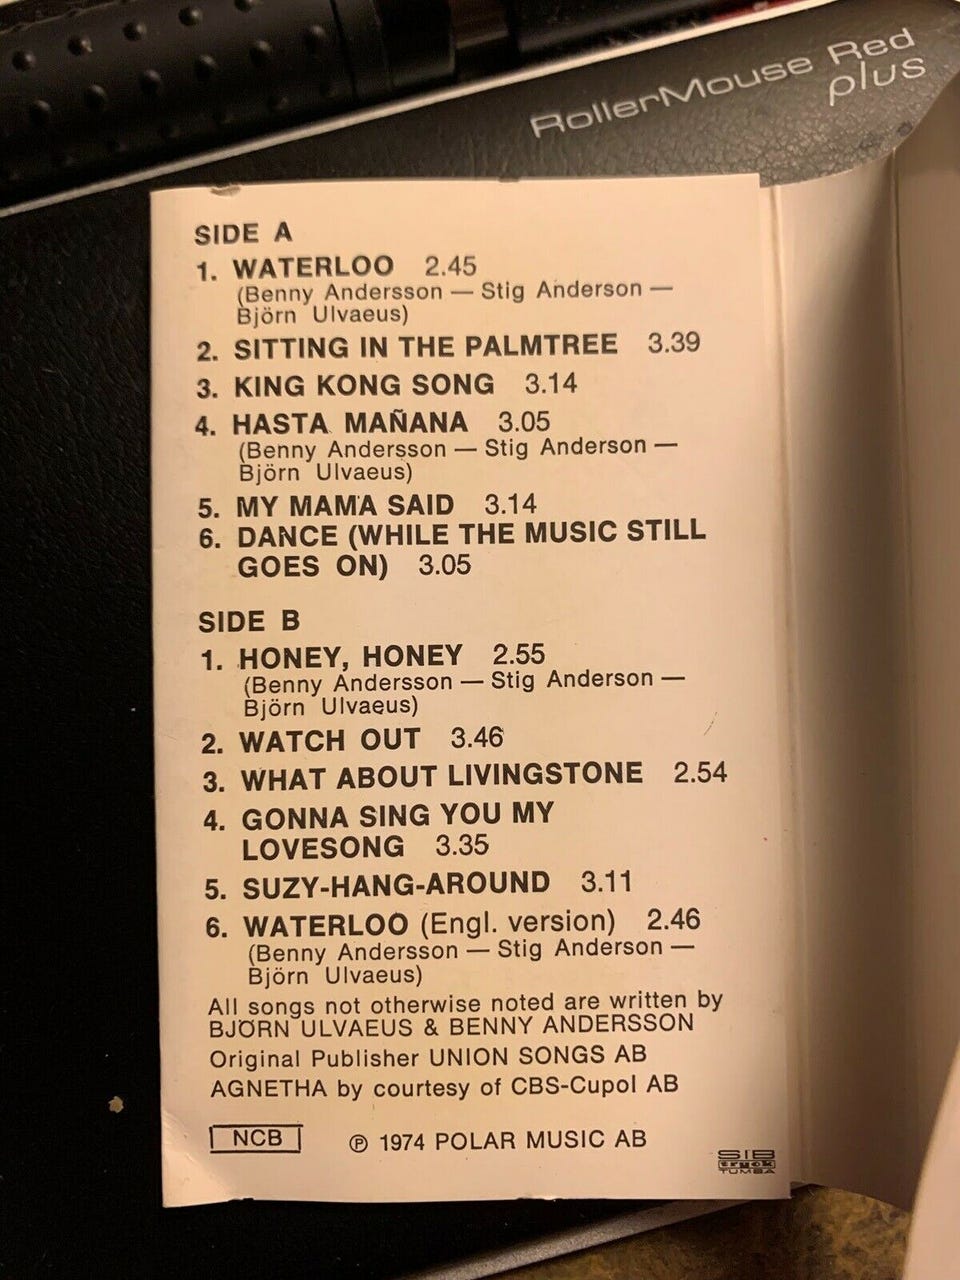 RollerMouse Red
plus
SIDE A
1. WATERLOO 2.45
(Benny Andersson — Stig Anderson —
Björn Ulvaeus)
2. SITTING IN THE PALMTREE 3.39
3. KING KONG SONG 3.14
4. HASTA MAÑANA 3.05
(Benny Andersson — Stig Anderson —
Björn Ulvaeus)
5. MY MAMA SAID 3.14
6. DANCE (WHILE THE MUSIC STILL
GOES ON) 3.05
SIDE B
1. HONEY, HONEY 2.55
(Benny Andersson — Stig Anderson —
Björn Ulvaeus)
2. WATCH OUT 3.46
3. WHAT ABOUT LIVINGSTONE 2.54
4. GONNA SING YOU MY
LOVESONG 3.35
5. SUZY-HANG-AROUND 3.11
6. WATERLOO (Engl. version) 2.46
(Benny Andersson — Stig Anderson —
Björn Ulvaeus)
All songs not otherwise noted are written by
BJÖRN ULVAEUS & BENNY ANDERSSON
Original Publisher UNION SONGS AB
AGNETHA by courtesy of CBS-Cupol AB
NCB ℗ 1974 POLAR MUSIC AB
SIB
tryck
TUMBA